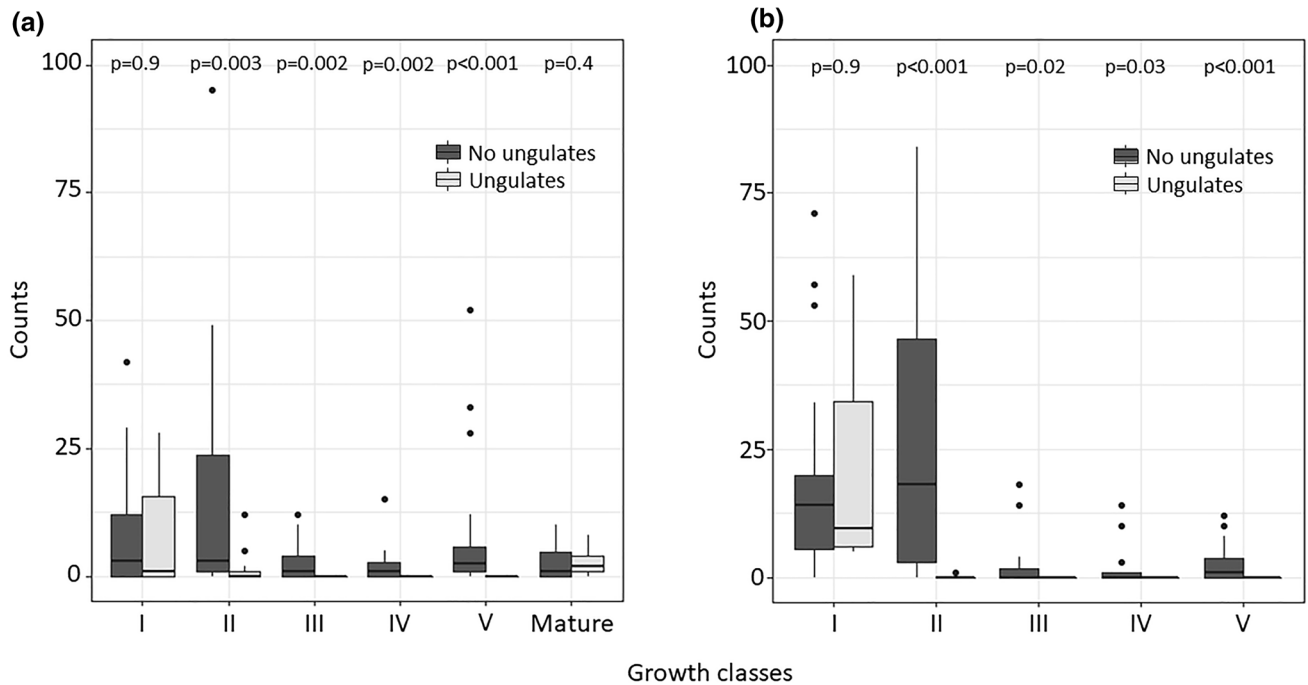 (a)
100
p=0.9 p=0.003 p=0.002 p=0.002 p<0.001 p=0.4
No ungulates
Ungulates
75
50
25
0
Counts
I II III IV V Mature
(b)
100
p=0.9 p<0.001 p=0.02 p=0.03 p<0.001
No ungulates
Ungulates
75
50
25
0
Counts
I II III IV V
Growth classes